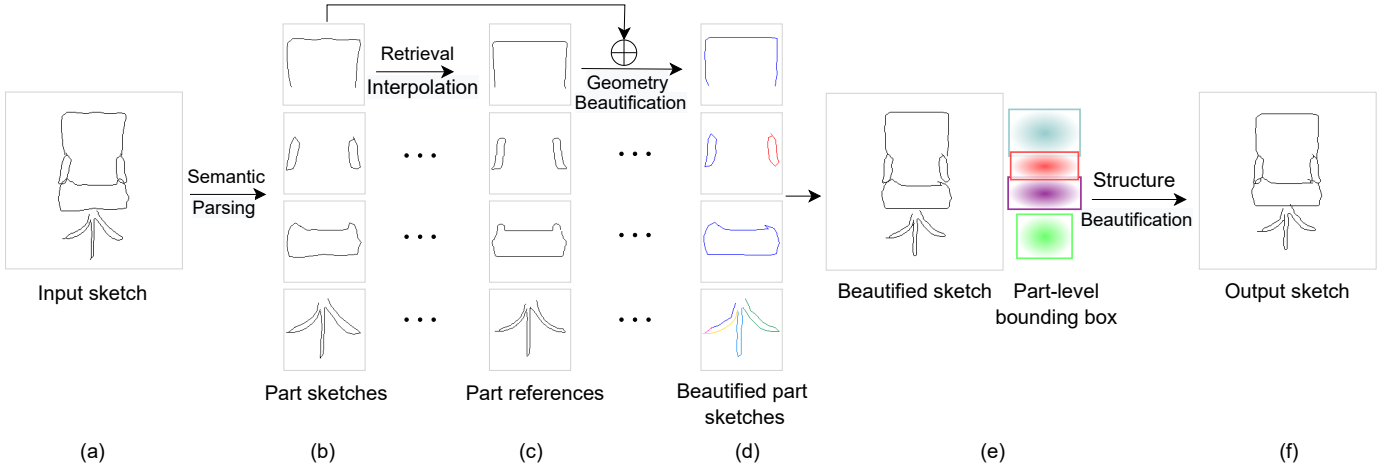 Retrieval
Interpolation
Geometry
Beautification
Semantic
Parsing
Structure
Beautification
Input sketch
Part sketches
Part references
Beautified part
sketches
Beautified sketch
Part-level
bounding box
Output sketch
(a)
(b)
(c)
(d)
(e)
(f)